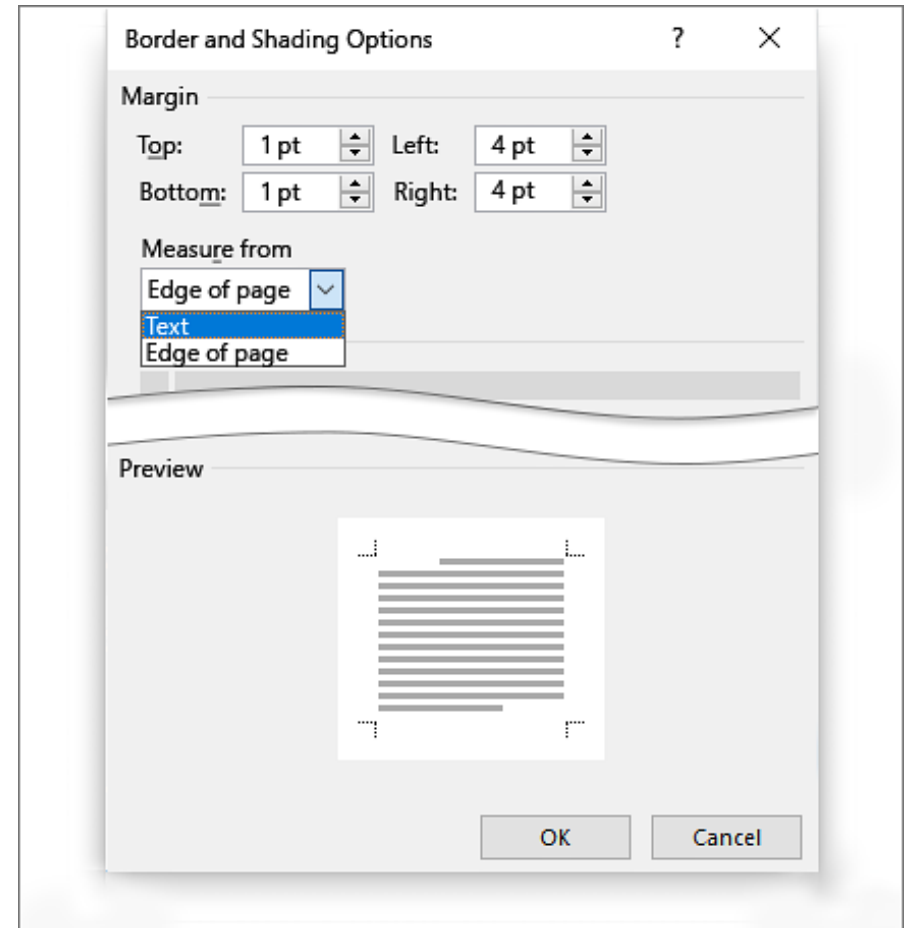 Border and Shading Options ?
Margin
Top: 1 pt Left: 4 pt
Bottom: 1 pt Right: 4 pt
Measure from
Edge of page
Text
Edge of page
Preview
OK Cancel